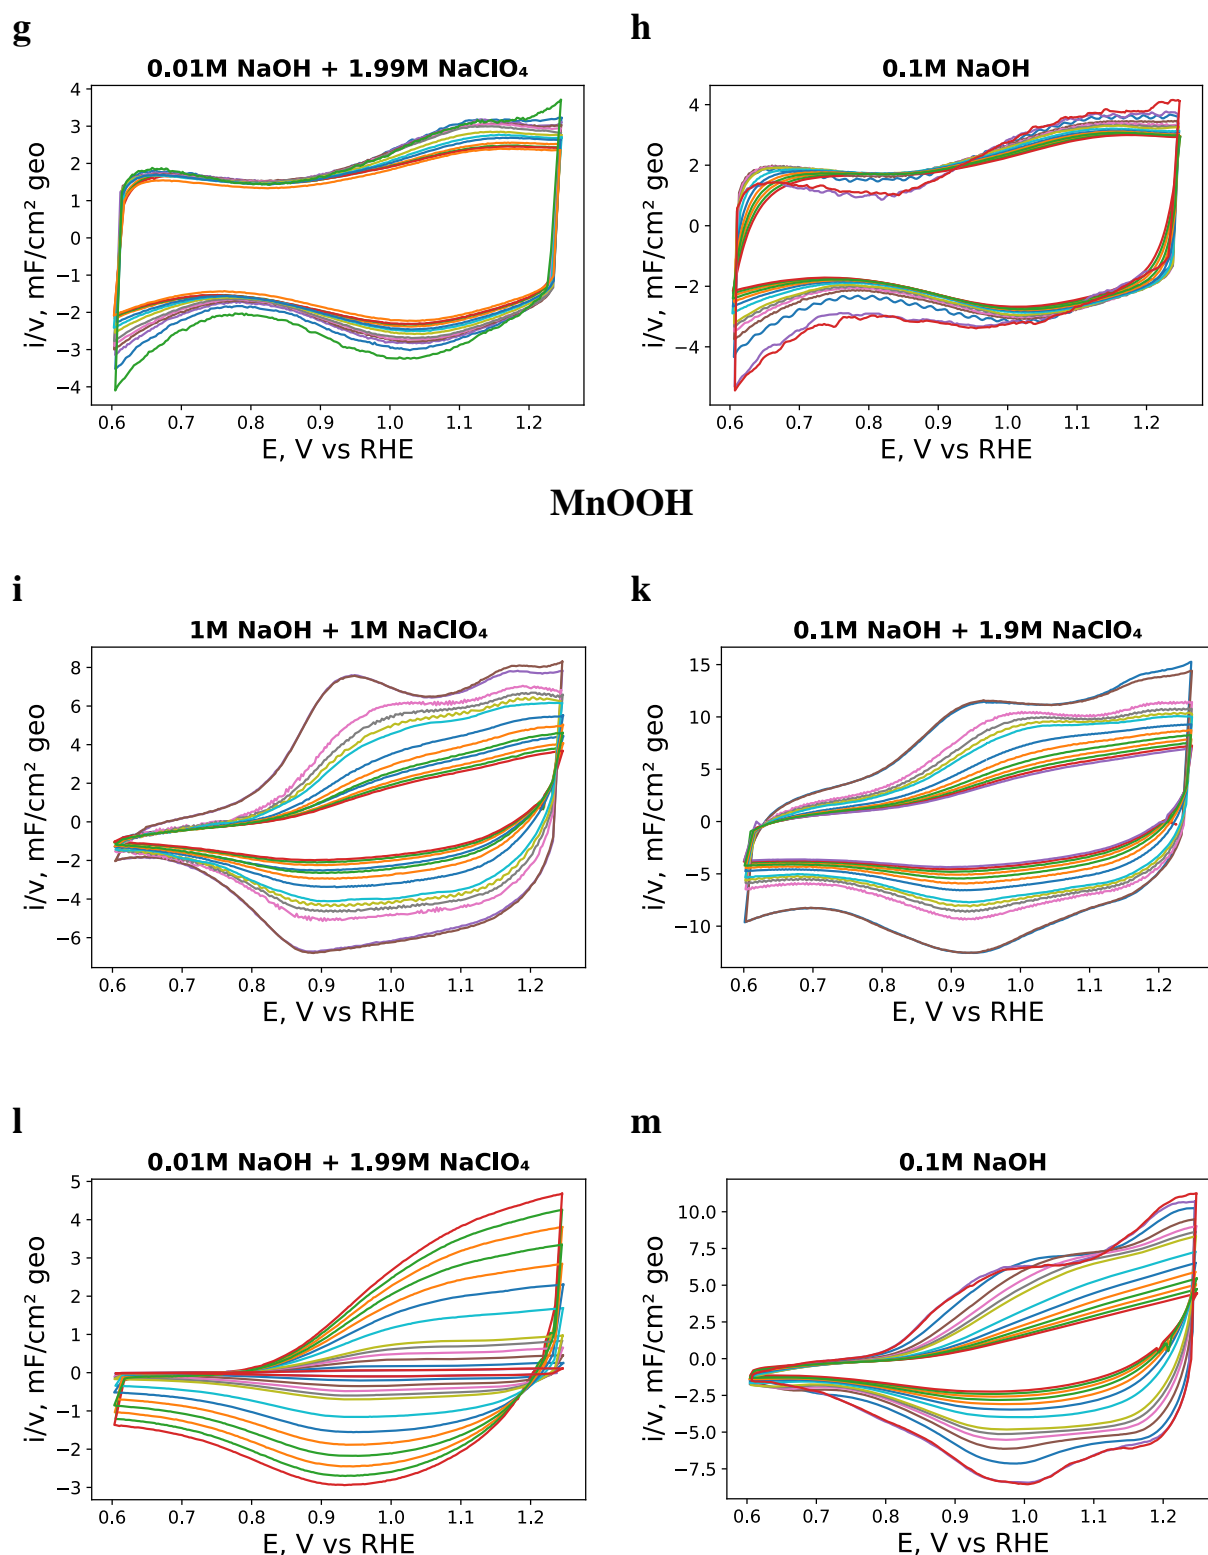 g
h
0.01M NaOH + 1.99M NaClO₄
0.1M NaOH
4
3
2
1
0
−1
−2
−3
−4
i/v, mF/cm² geo
0.6 0.7 0.8 0.9 1.0 1.1 1.2
E, V vs RHE
4
2
0
−2
−4
i/v, mF/cm² geo
0.6 0.7 0.8 0.9 1.0 1.1 1.2
E, V vs RHE
MnOOH
i
k
1M NaOH + 1M NaClO₄
0.1M NaOH + 1.9M NaClO₄
8
6
4
2
0
−2
−4
−6
i/v, mF/cm² geo
0.6 0.7 0.8 0.9 1.0 1.1 1.2
E, V vs RHE
15
10
5
0
−5
−10
i/v, mF/cm² geo
0.6 0.7 0.8 0.9 1.0 1.1 1.2
E, V vs RHE
l
m
0.01M NaOH + 1.99M NaClO₄
0.1M NaOH
5
4
3
2
1
0
−1
−2
−3
i/v, mF/cm² geo
0.6 0.7 0.8 0.9 1.0 1.1 1.2
E, V vs RHE
10.0
7.5
5.0
2.5
0.0
−2.5
−5.0
−7.5
i/v, mF/cm² geo
0.6 0.7 0.8 0.9 1.0 1.1 1.2
E, V vs RHE